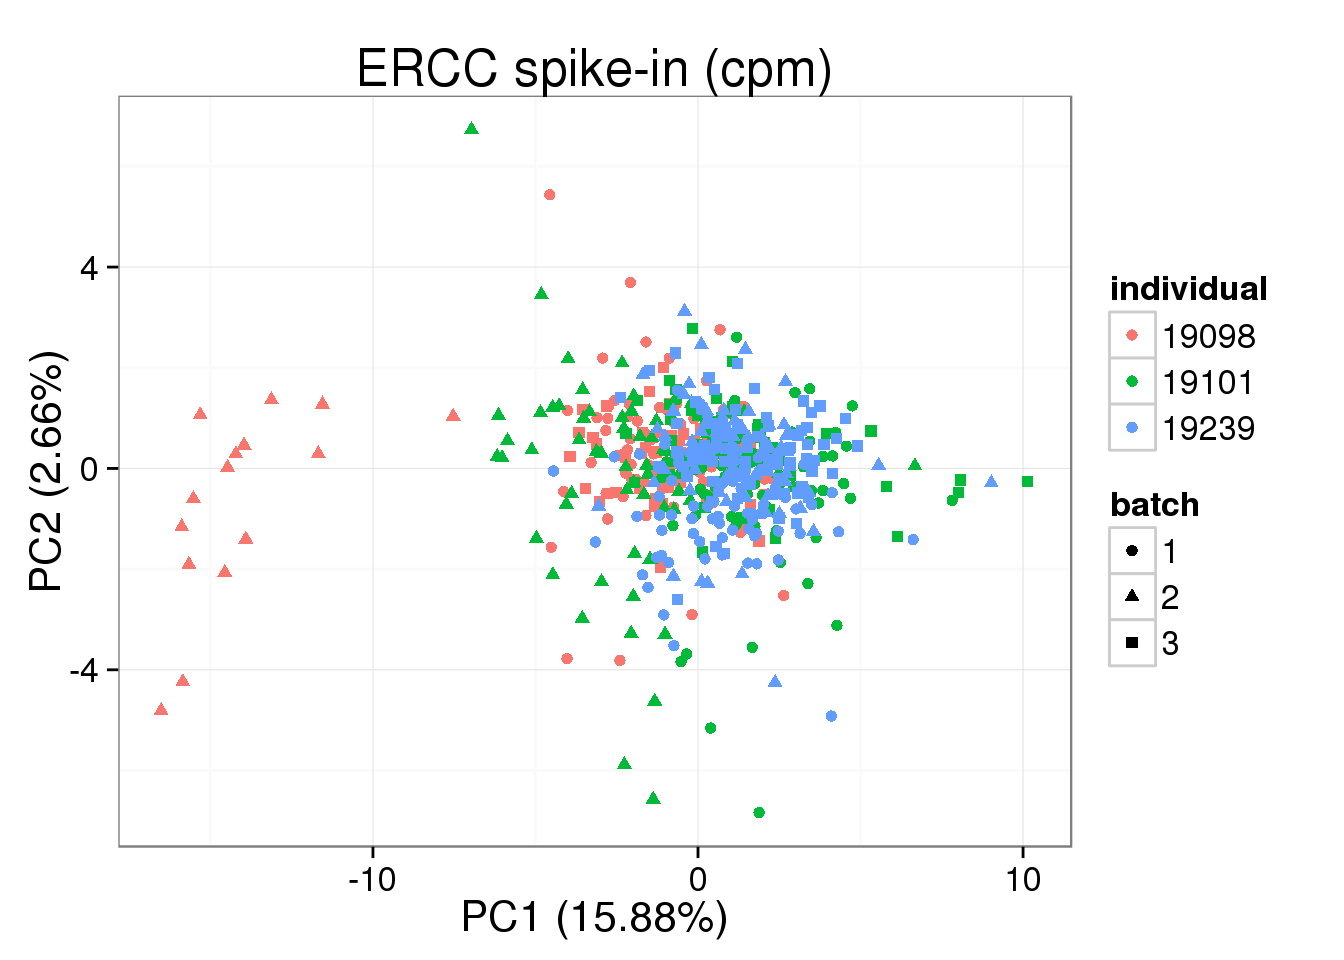 ERCC spike-in (cpm)
PC2 (2.66%)
4
0
-4
-10
0
10
PC1 (15.88%)
individual
19098
19101
19239
batch
1
2
3